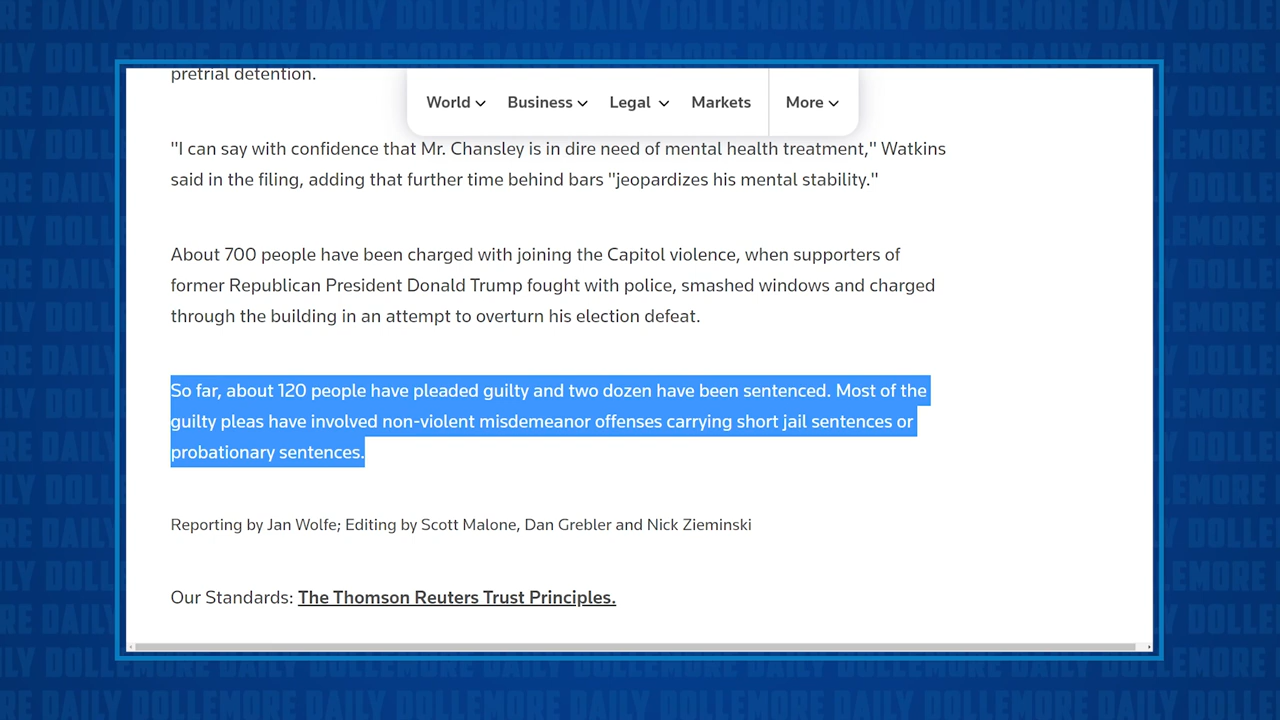 DAILY DOLLEMORE DAILY DOLLEMORE DAILY DOLLEMORE
pretrial detention.
World Business Legal Markets More
"I can say with confidence that Mr. Chansley is in dire need of mental health treatment," Watkins
said in the filing, adding that further time behind bars "jeopardizes his mental stability."
About 700 people have been charged with joining the Capitol violence, when supporters of
former Republican President Donald Trump fought with police, smashed windows and charged
through the building in an attempt to overturn his election defeat.
So far, about 120 people have pleaded guilty and two dozen have been sentenced. Most of the
guilty pleas have involved non-violent misdemeanor offenses carrying short jail sentences or
probationary sentences.
Reporting by Jan Wolfe; Editing by Scott Malone, Dan Grebler and Nick Zieminski
Our Standards: The Thomson Reuters Trust Principles.